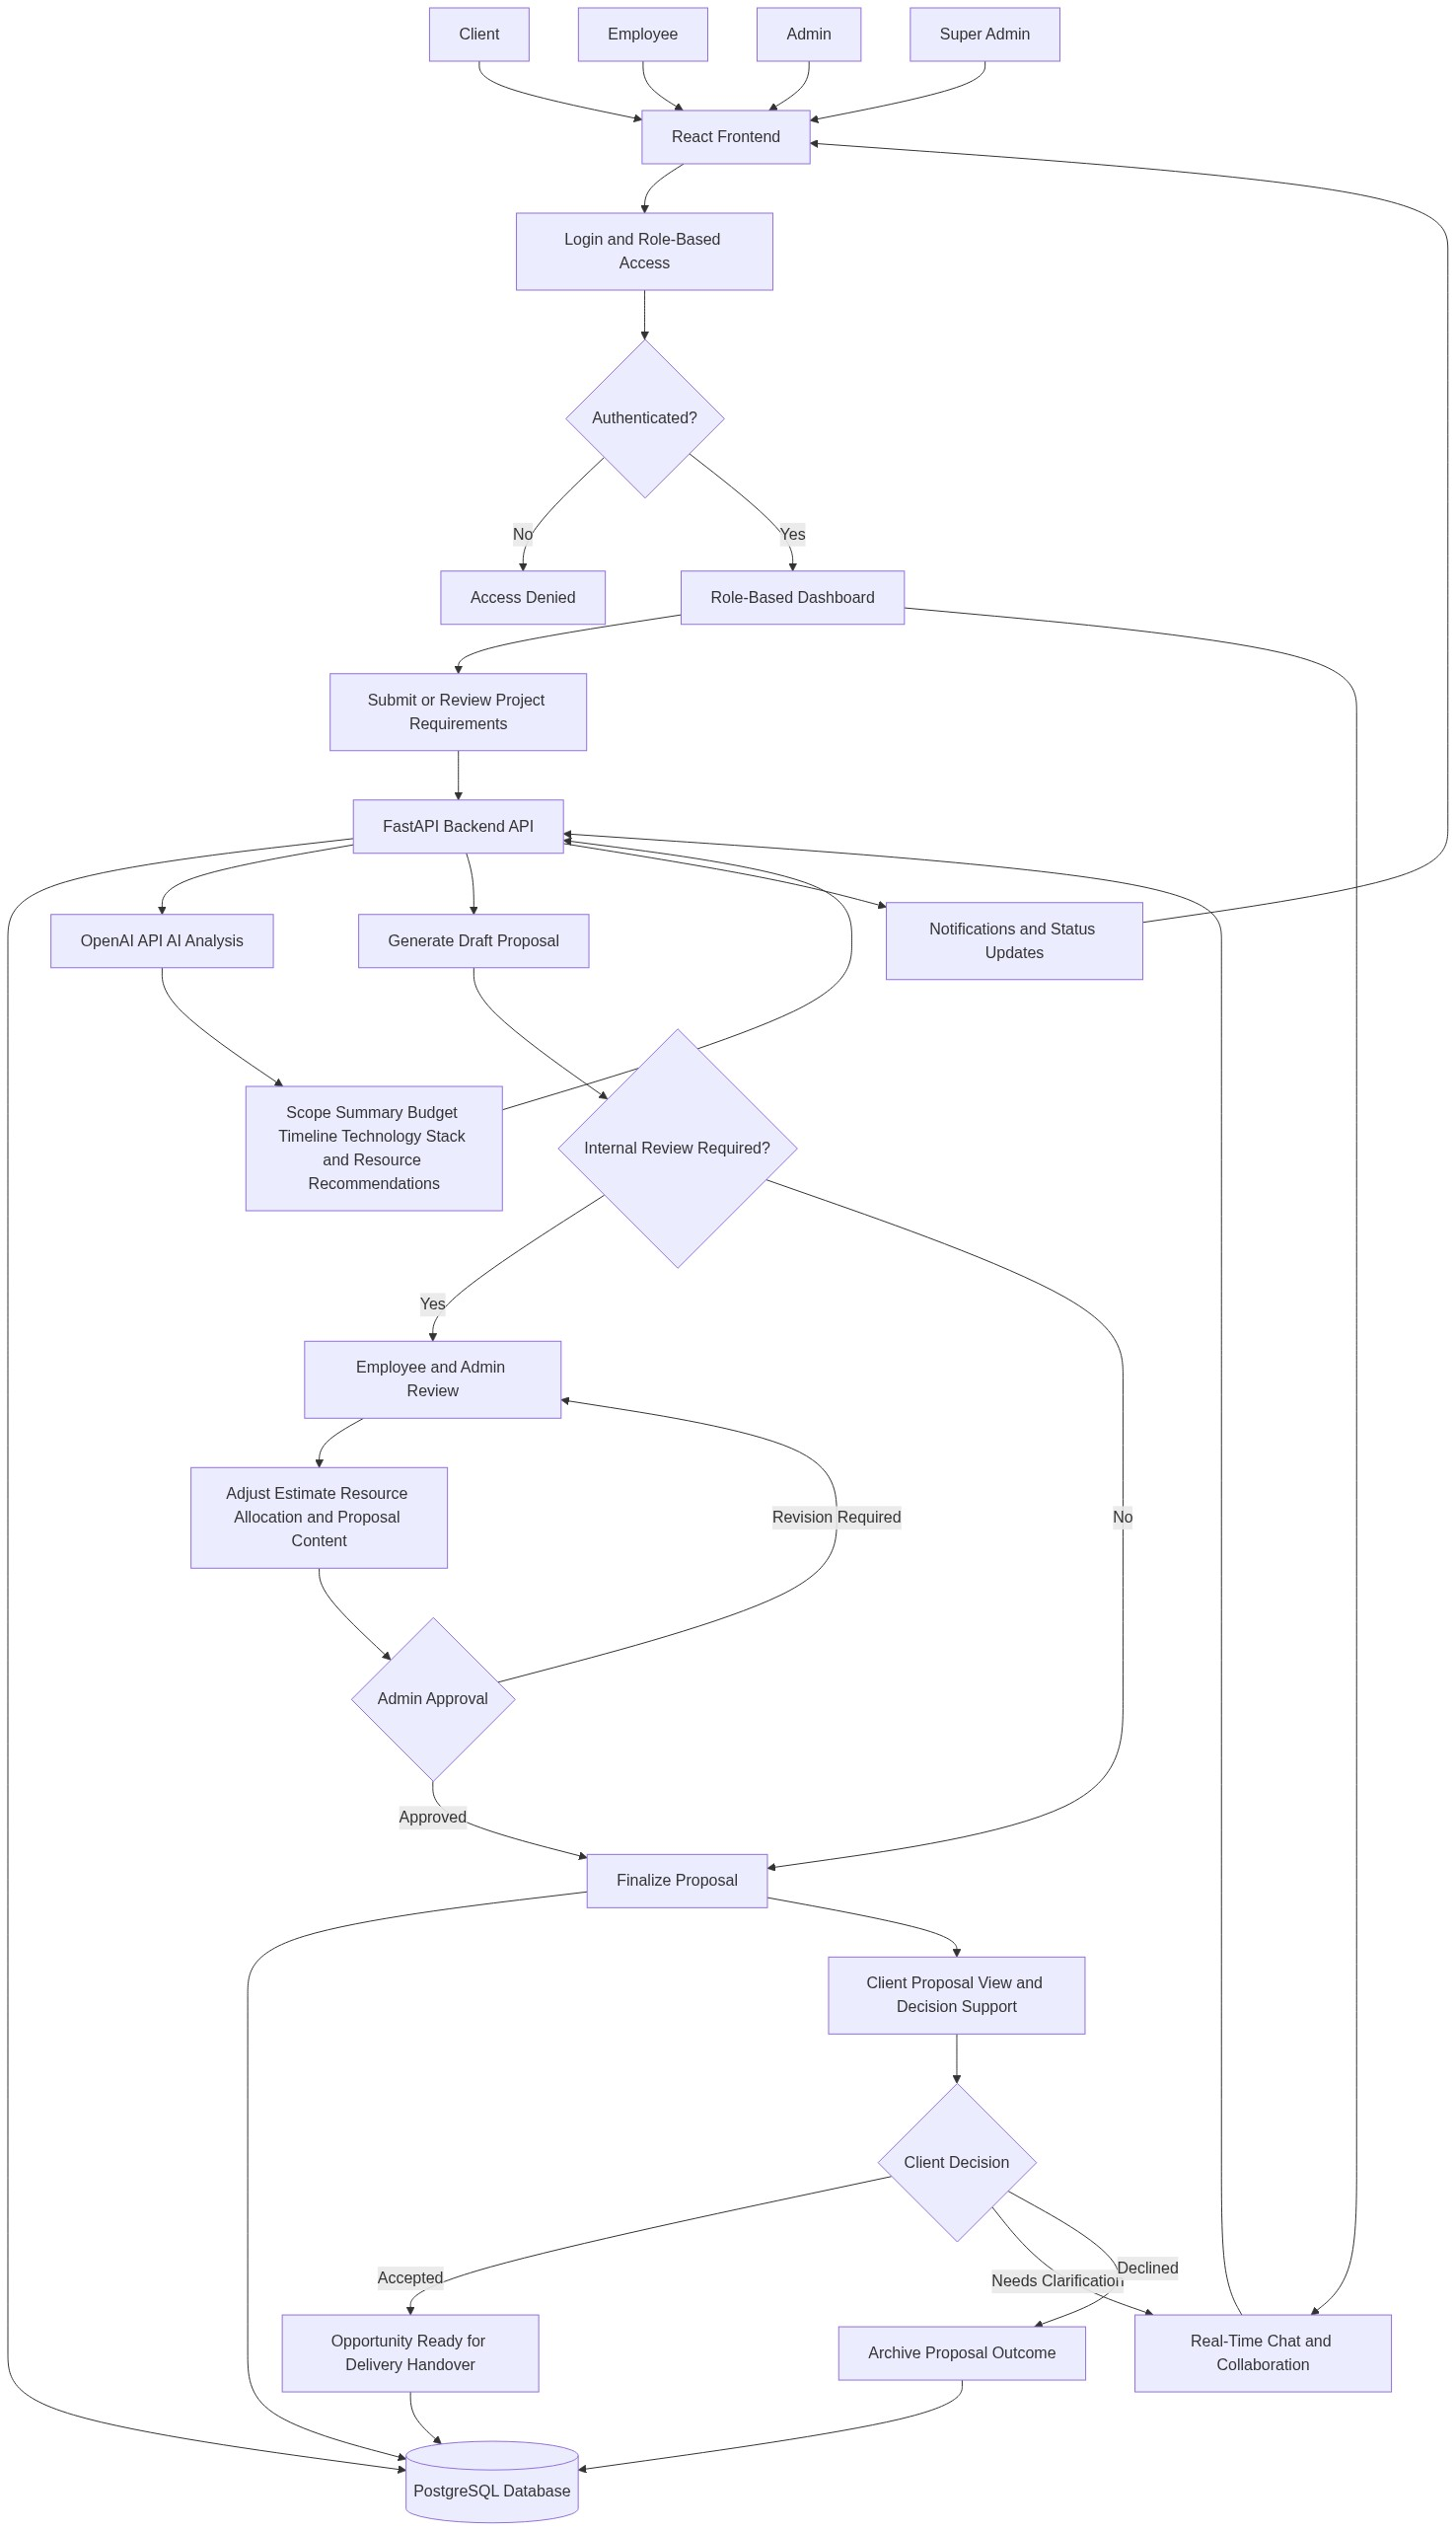 Client
Employee
Admin
Super Admin
React Frontend
Login and Role-Based
Access
Authenticated?
No
Yes
Access Denied
Role-Based Dashboard
Submit or Review Project
Requirements
FastAPI Backend API
OpenAI API AI Analysis
Generate Draft Proposal
Notifications and Status
Updates
Scope Summary Budget
Timeline Technology Stack
and Resource
Recommendations
Internal Review Required?
Yes
Employee and Admin
Review
Adjust Estimate Resource
Allocation and Proposal
Content
Revision Required
No
Admin Approval
Approved
Finalize Proposal
Client Proposal View and
Decision Support
Client Decision
Accepted
Needs Clarification
Declined
Opportunity Ready for
Delivery Handover
Archive Proposal Outcome
Real-Time Chat and
Collaboration
PostgreSQL Database